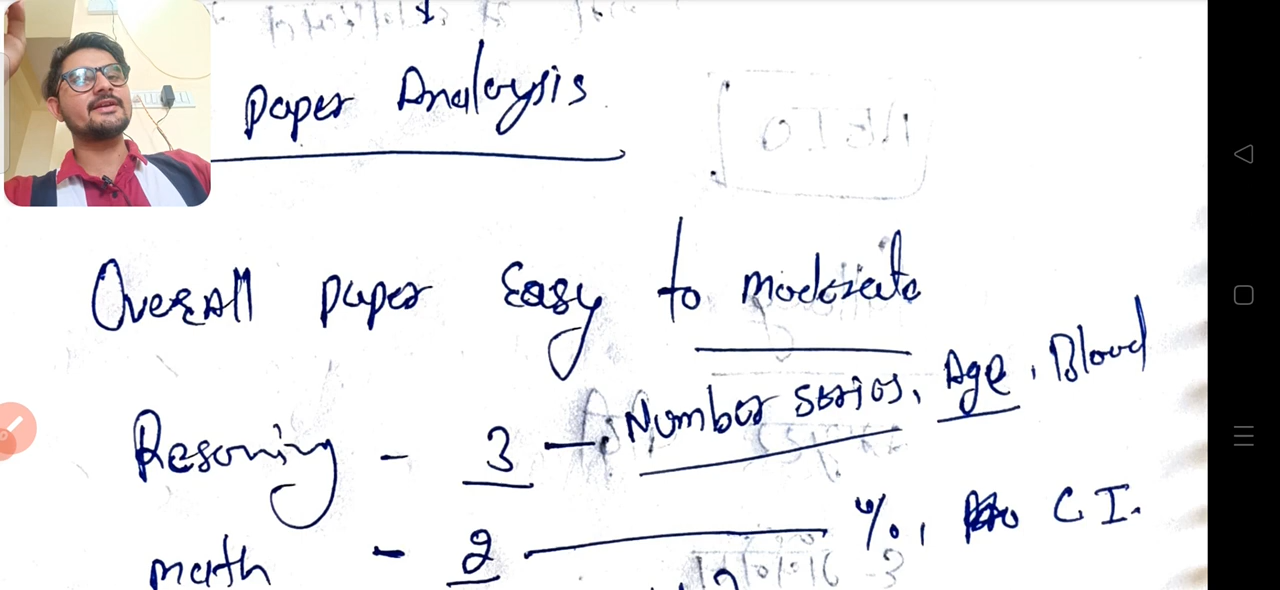 Paper Analysis
Overall paper Easy to moderate
Resoning - 3 - Number series, Age, Blood
math - 2 - %, C I.